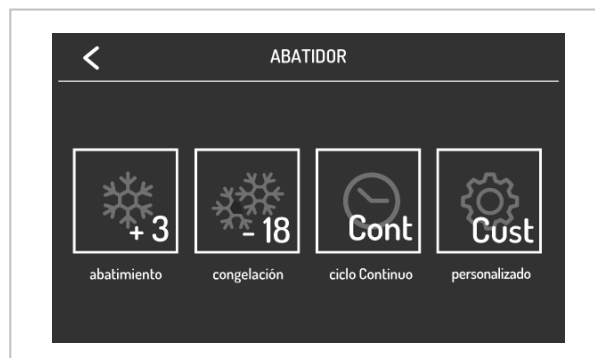 ABATIDOR
+ 3
- 18
Cont
Cust
abatimiento
congelación
ciclo Continuo
personalizado